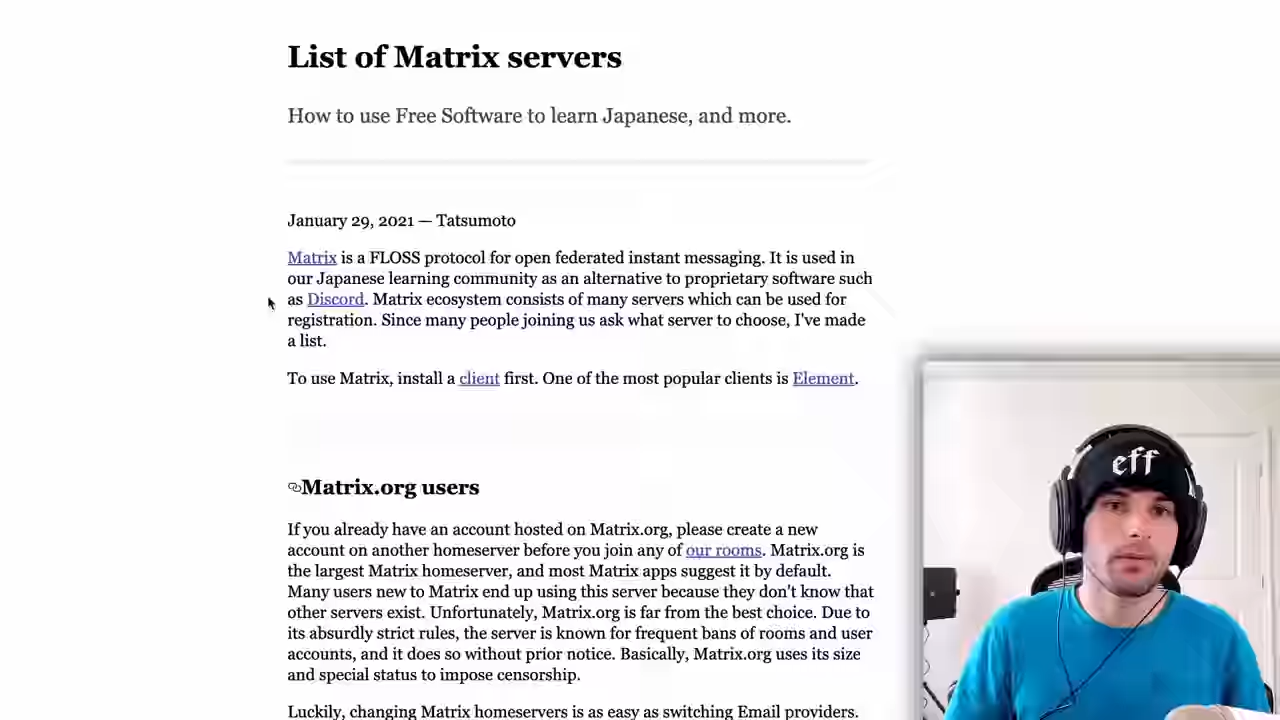 List of Matrix servers
How to use Free Software to learn Japanese, and more.
January 29, 2021 — Tatsumoto
Matrix is a FLOSS protocol for open federated instant messaging. It is used in
our Japanese learning community as an alternative to proprietary software such
as Discord. Matrix ecosystem consists of many servers which can be used for
registration. Since many people joining us ask what server to choose, I've made
a list.
To use Matrix, install a client first. One of the most popular clients is Element.
Matrix.org users
If you already have an account hosted on Matrix.org, please create a new
account on another homeserver before you join any of our rooms. Matrix.org is
the largest Matrix homeserver, and most Matrix apps suggest it by default.
Many users new to Matrix end up using this server because they don't know that
other servers exist. Unfortunately, Matrix.org is far from the best choice. Due to
its absurdly strict rules, the server is known for frequent bans of rooms and user
accounts, and it does so without prior notice. Basically, Matrix.org uses its size
and special status to impose censorship.
Luckily, changing Matrix homeservers is as easy as switching Email providers.
eff